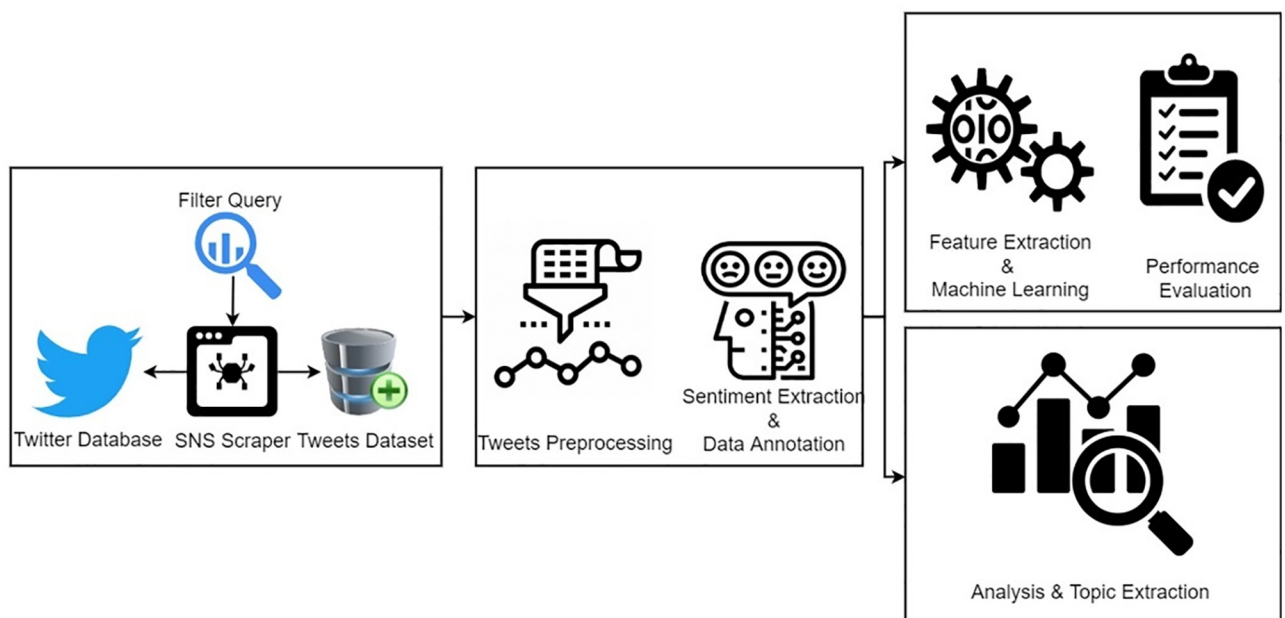 Filter Query
Twitter Database
SNS Scraper
Tweets Dataset
Tweets Preprocessing
Sentiment Extraction
&
Data Annotation
Feature Extraction
&
Machine Learning
Performance
Evaluation
Analysis & Topic Extraction